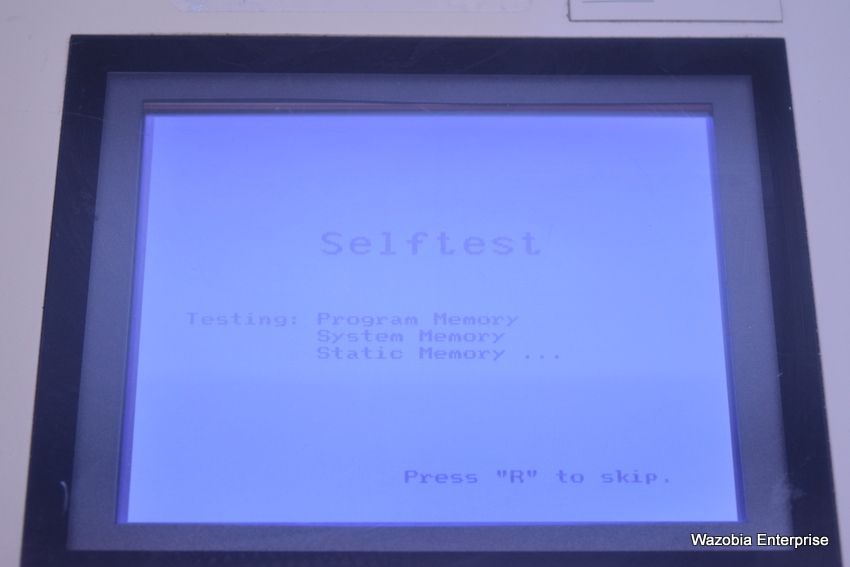 Selftest
Testing: Program Memory
System Memory
Static Memory ...
Press "R" to skip.
Wazobia Enterprise